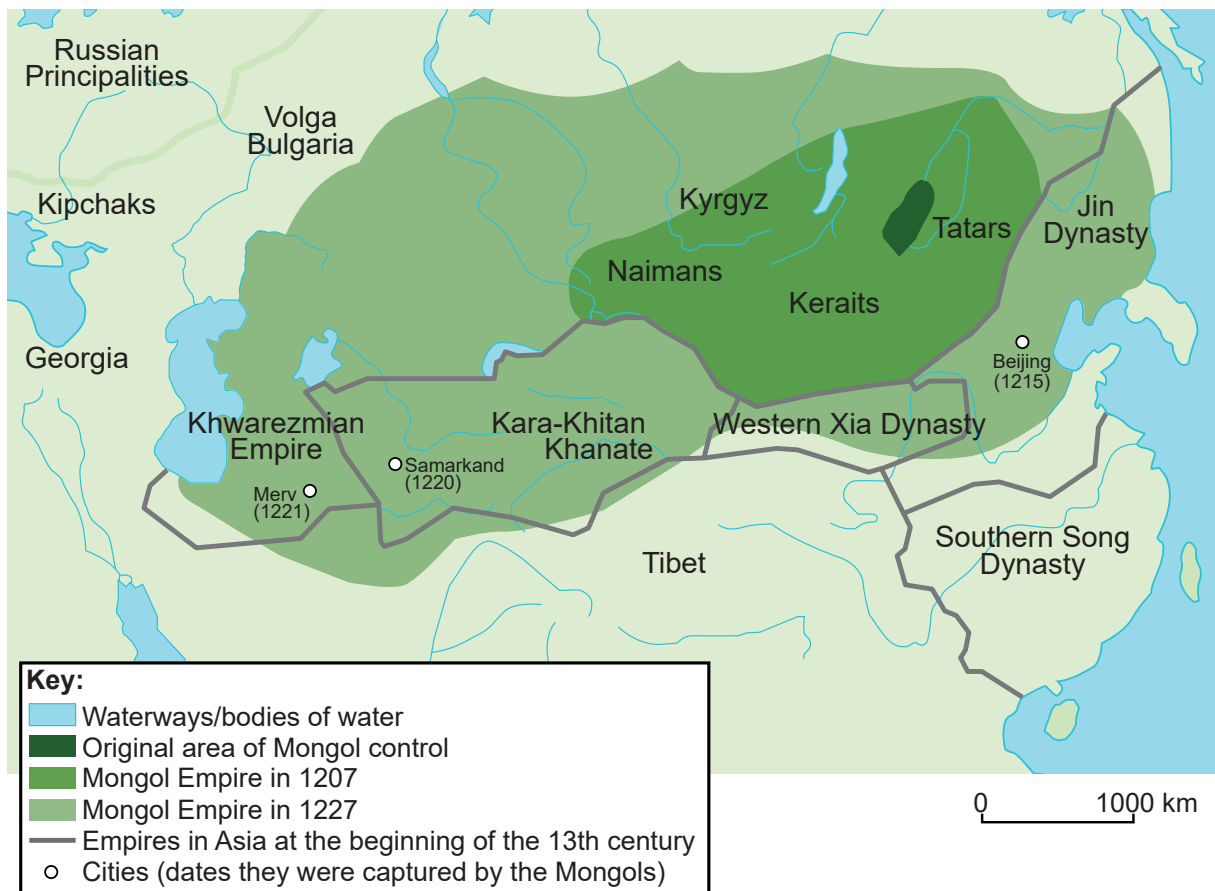 Russian
Principalities
Volga
Bulgaria
Kipchaks
Kyrgyz
Tatars
Jin
Dynasty
Naimans
Keraits
Georgia
Beijing
(1215)
Khwarezmian
Empire
Kara-Khitan
Khanate
Western Xia Dynasty
Samarkand
(1220)
Merv
(1221)
Tibet
Southern Song
Dynasty
Key:
Waterways/bodies of water
Original area of Mongol control
Mongol Empire in 1207
Mongol Empire in 1227
Empires in Asia at the beginning of the 13th century
Cities (dates they were captured by the Mongols)
0 1000 km